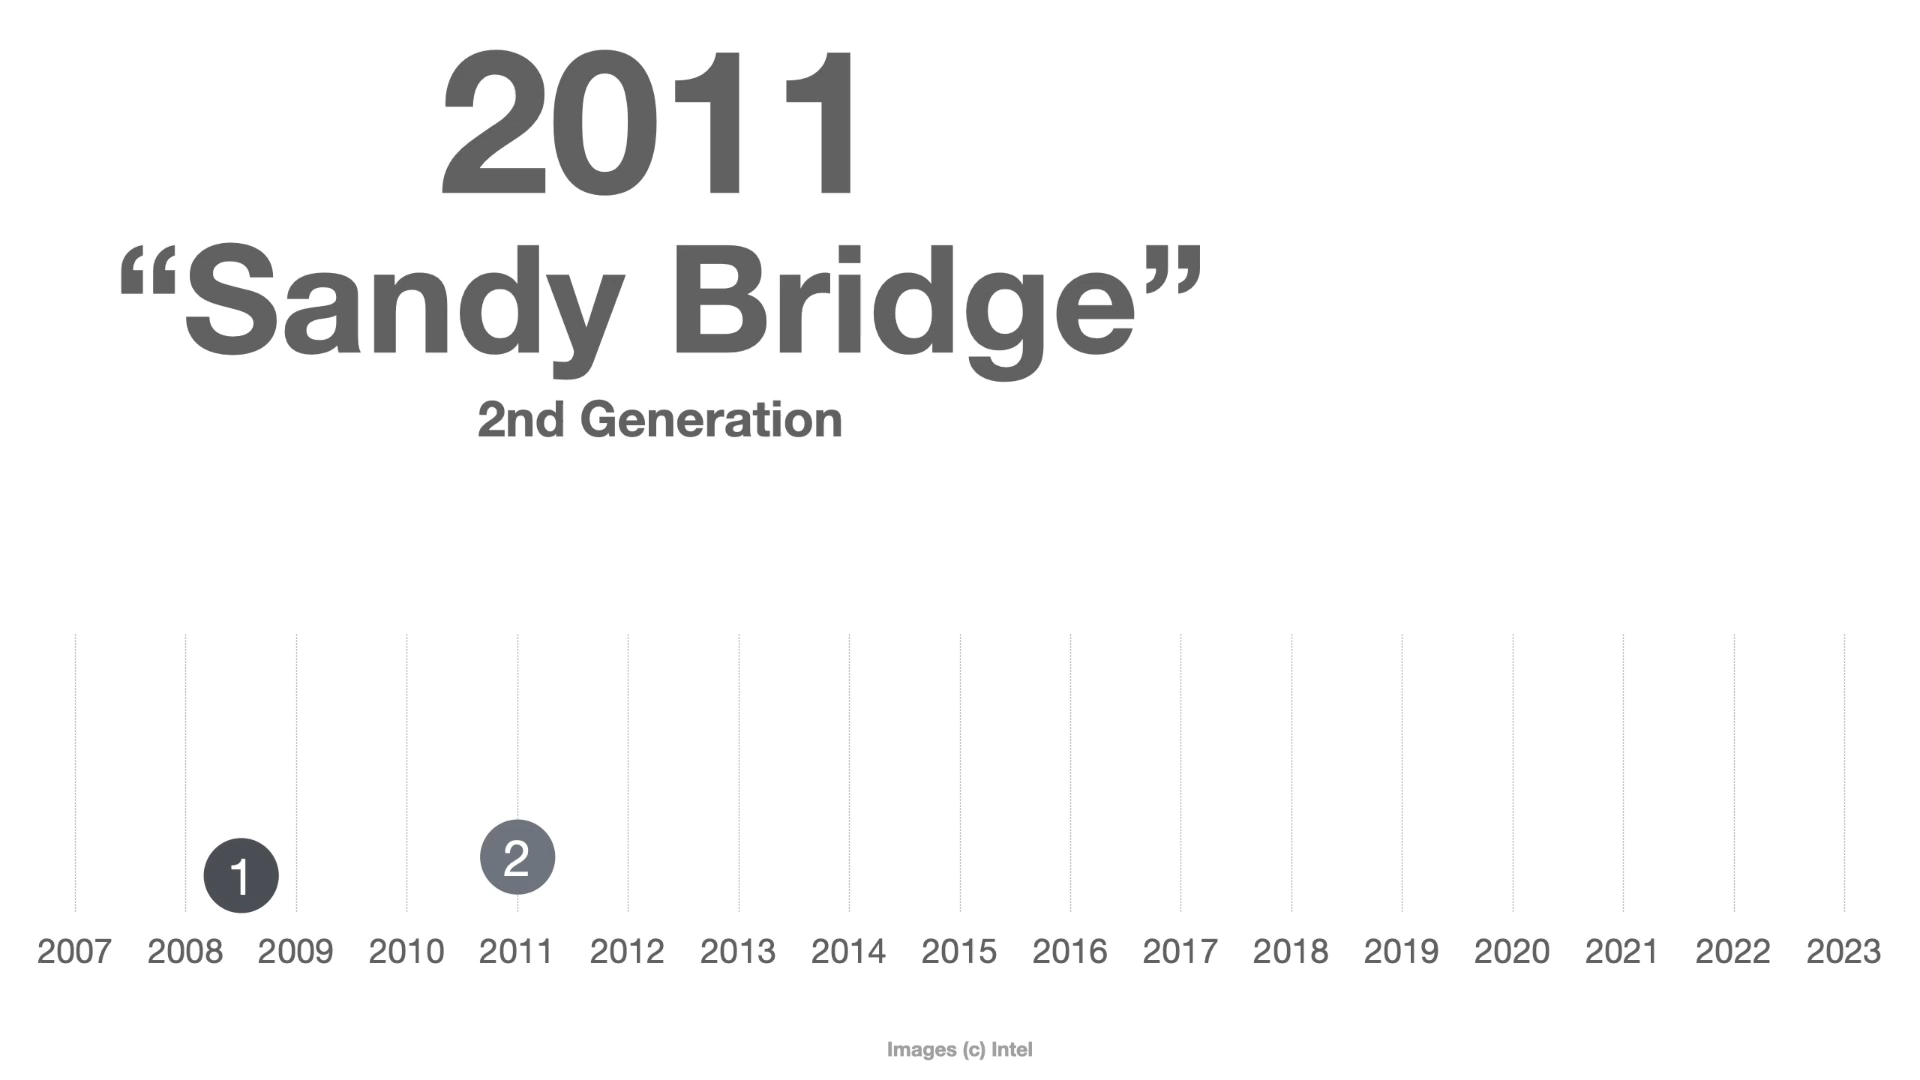 2011
“Sandy Bridge”
2nd Generation
1
2
2007 2008 2009 2010 2011 2012 2013 2014 2015 2016 2017 2018 2019 2020 2021 2022 2023
Images (c) Intel